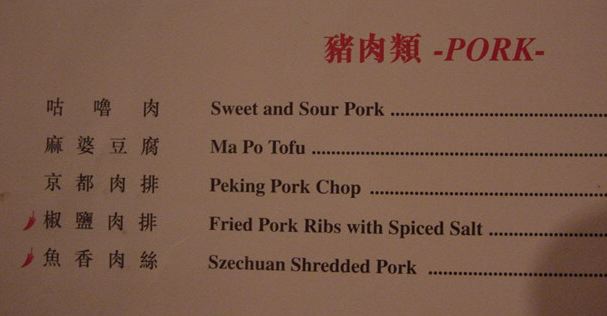 豬肉類 -PORK-
咕嚕肉 Sweet and Sour Pork
麻婆豆腐 Ma Po Tofu
京都肉排 Peking Pork Chop
椒鹽肉排 Fried Pork Ribs with Spiced Salt
魚香肉絲 Szechuan Shredded Pork